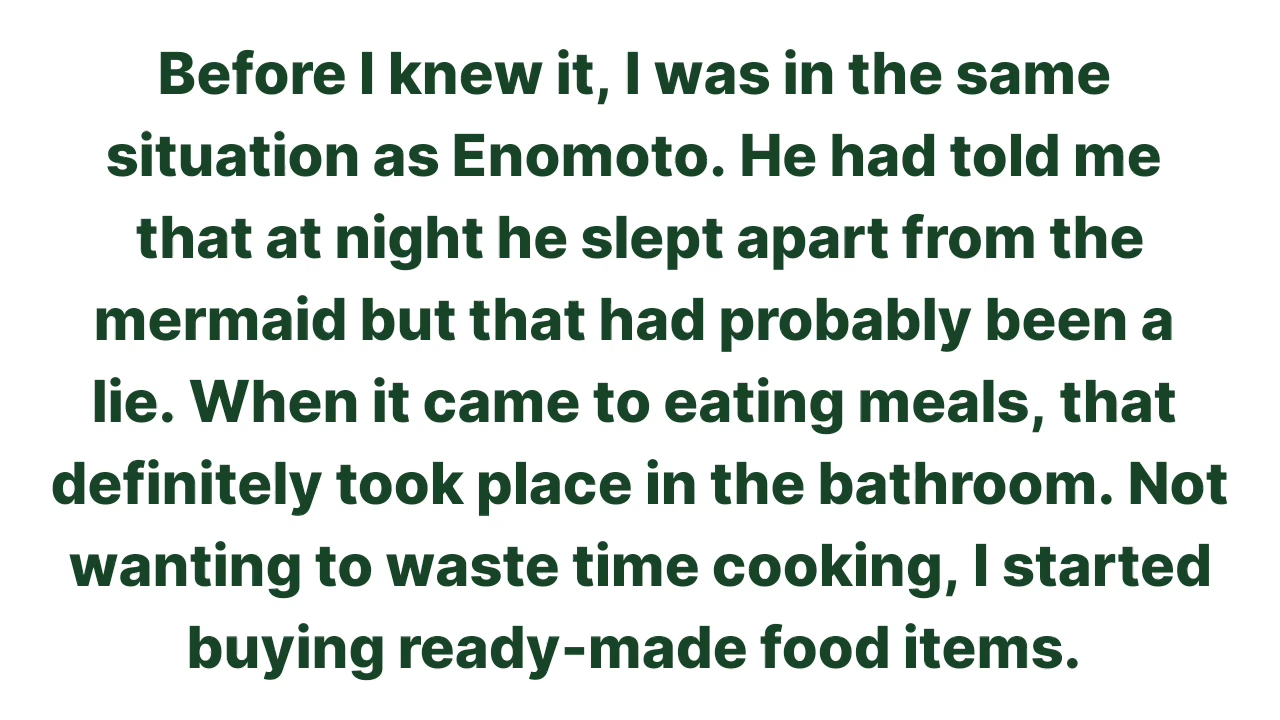 Before I knew it, I was in the same
situation as Enomoto. He had told me
that at night he slept apart from the
mermaid but that had probably been a
lie. When it came to eating meals, that
definitely took place in the bathroom. Not
wanting to waste time cooking, I started
buying ready-made food items.